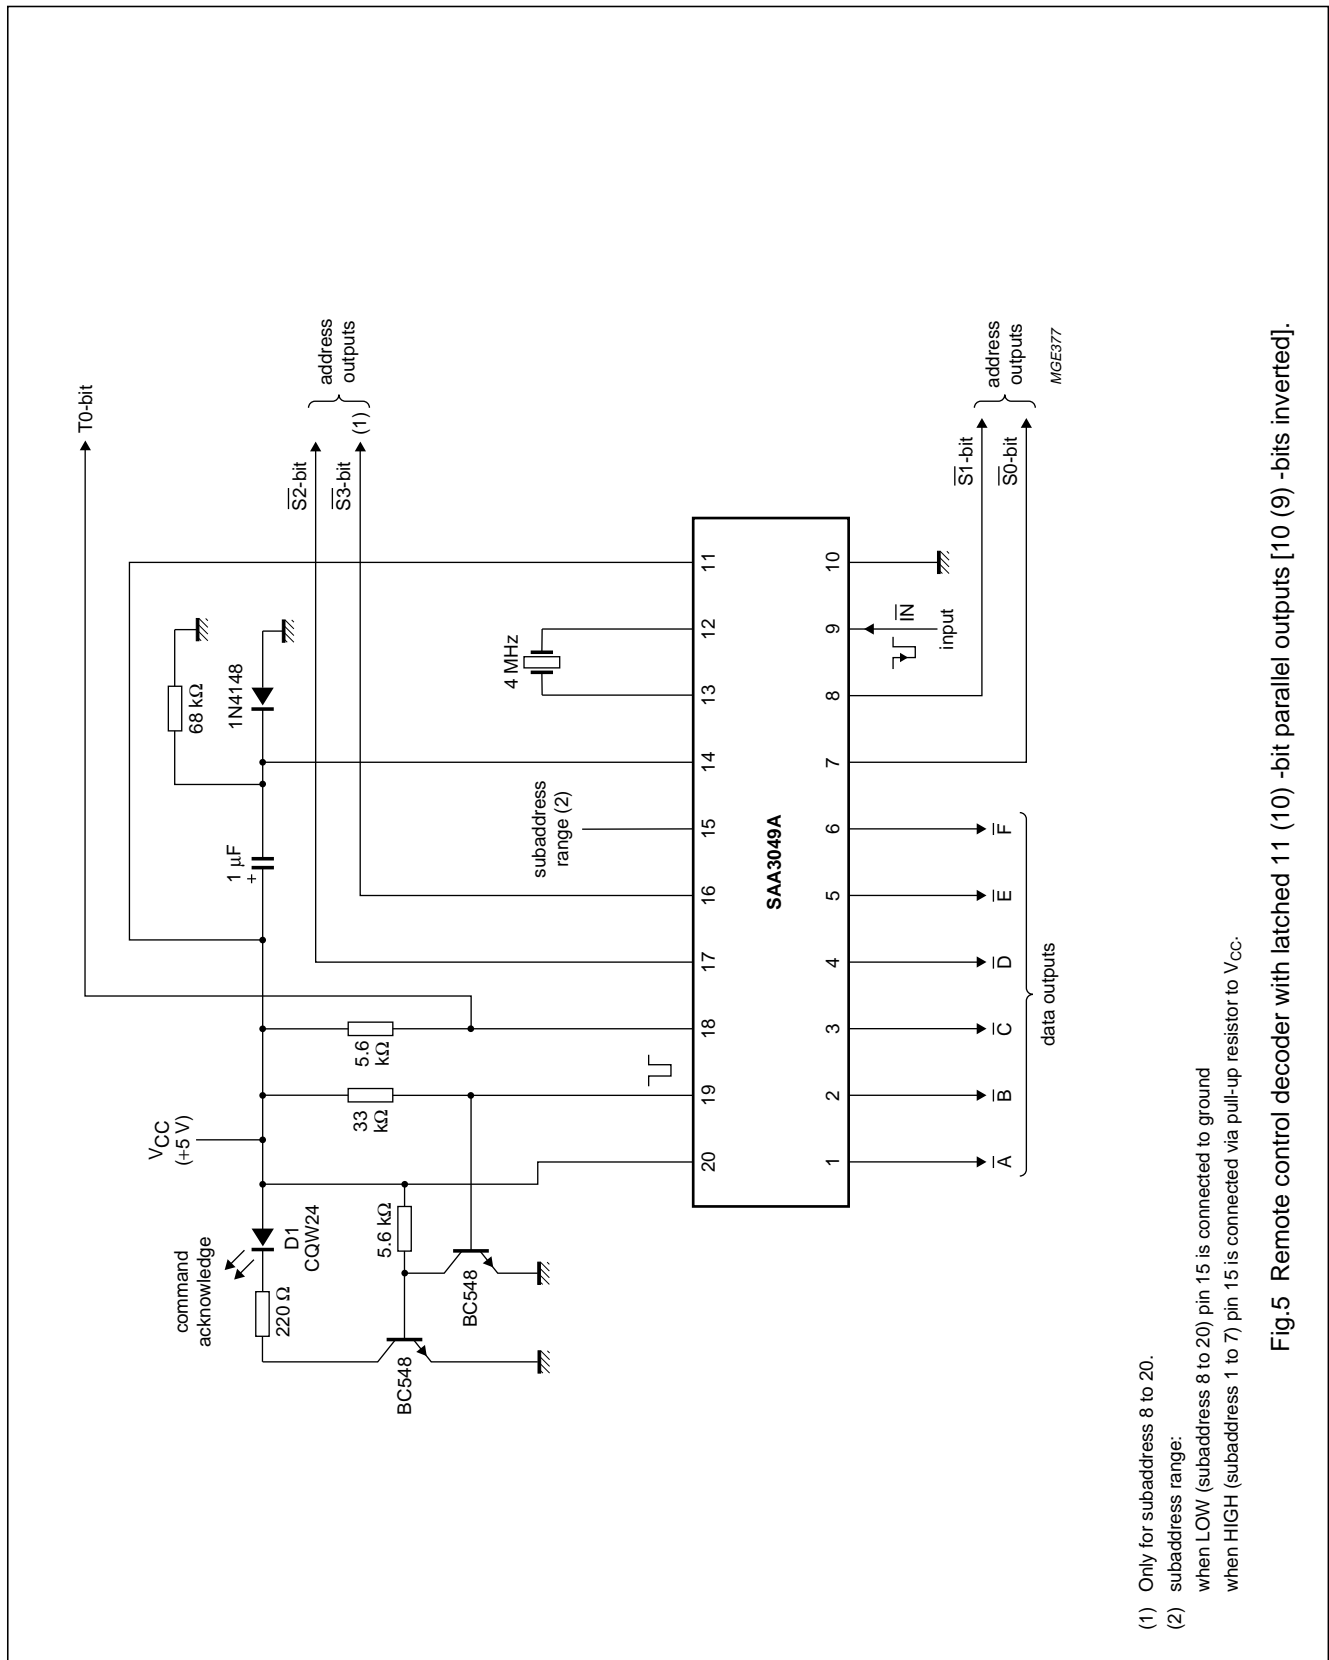 T0-bit
address
outputs
S2-bit
S3-bit
(1)
68 kΩ
1N4148
1 μF
+
4 MHz
subaddress
range (2)
VCC
(+5 V)
33
kΩ
5.6
kΩ
command
acknowledge
D1
CQW24
220 Ω
5.6 kΩ
BC548
BC548
20 19 18 17 16 15 14 13 12 11
SAA3049A
1 2 3 4 5 6 7 8 9 10
A B C D E F
data outputs
IN
input
S1-bit
S0-bit
address
outputs
MGE377
(1) Only for subaddress 8 to 20.
(2) subaddress range:
when LOW (subaddress 8 to 20) pin 15 is connected to ground
when HIGH (subaddress 1 to 7) pin 15 is connected via pull-up resistor to VCC.
Fig.5 Remote control decoder with latched 11 (10) -bit parallel outputs [10 (9) -bits inverted].